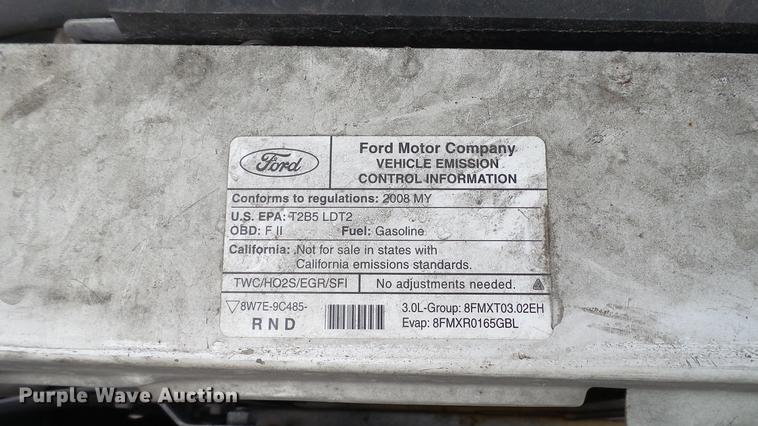 Ford
Ford Motor Company
VEHICLE EMISSION
CONTROL INFORMATION
Conforms to regulations: 2008 MY
U.S. EPA: T2B5 LDT2
OBD: F II Fuel: Gasoline
California: Not for sale in states with
California emissions standards.
TWC/HO2S/EGR/SFI No adjustments needed.
8W7E-9C485- 3.0L-Group: 8FMXT03.02EH
R N D Evap: 8FMXR0165GBL
Purple Wave Auction